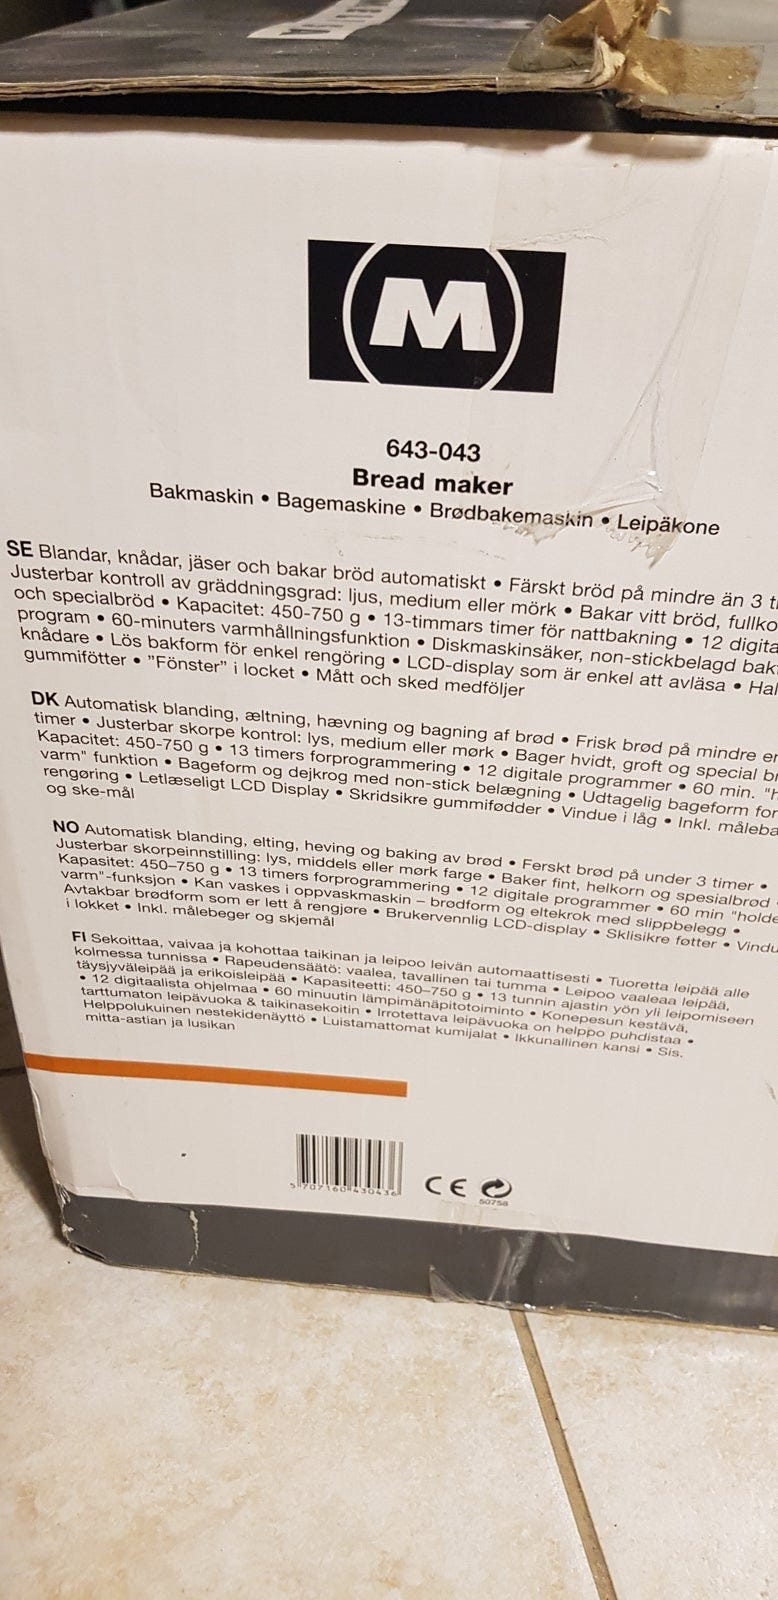 M
643-043
Bread maker
Bakmaskin • Bagemaskine • Brødbakemaskin • Leipäkone
SE Blandar, knådar, jäser och bakar bröd automatiskt • Färskt bröd på mindre än 3
Justerbar kontroll av gräddningsgrad: ljus, medium eller mörk • Bakar vitt bröd,
och specialbröd • Kapacitet: 450-750 g • 13-timmars timer för nattbakning • 12
program • 60-minuters varmhållningsfunktion • Diskmaskinsäker, non-stickbelagd
knådare • Lös bakform för enkel rengöring • LCD-display som är enkel att avläsa •
gummifötter • ”Fönster” i locket • Mått och sked medföljer
DK Automatisk blanding, æltning, hævning og bagning af brød • Frisk brød på mindre
timer • Justerbar skorpe kontrol: lys, medium eller mørk • Bager hvidt, groft og special
Kapacitet: 450-750 g • 13 timers forprogrammering • 12 digitale programmer • 60 min.
varm" funktion • Bageform og dejkrog med non-stick belægning • Udtagelig bageform for
rengøring • Letlæseligt LCD Display • Skridsikre gummifødder • Vindue i låg • Inkl.
og ske-mål
NO Automatisk blanding, elting, heving og baking av brød • Ferskt brød på under 3 timer •
Justerbar skorpeinnstilling: lys, middels eller mørk farge • Baker fint, helkorn og spesialbrød
Kapasitet: 450–750 g • 13 timers forprogrammering • 12 digitale programmer • 60 min
varm"-funksjon • Kan vaskes i oppvaskmaskin – brødform og eltekrok med slippbelegg •
Avtakbar brødform som er lett å rengjøre • Brukervennlig LCD-display • Sklisikre føtter •
i lokket • Inkl. målebeger og skjemål
FI Sekoittaa, vaivaa ja kohottaa taikinan ja leipoo leivän automaattisesti • Tuoretta leipää alle
kolmessa tunnissa • Rapeudensäätö: vaalea, tavallinen tai tumma • Leipoo vaaleaa leipää,
täysjyväleipää ja erikoisleipää • Kapasiteetti: 450–750 g • 13 tunnin ajastin yön yli leipomiseen
• 12 digitaalista ohjelmaa • 60 minuutin lämpimänäpitotoiminto • Konepesun kestävä,
tarttumaton leipävuoka & taikinasekoitin • Irrotettava leipävuoka on helppo puhdistaa •
Helppolukuinen nestekidenäyttö • Luistamattomat kumijalat • Ikkunallinen kansi • Sis.
mitta-astian ja lusikan
5 707160 430436
CE
50758